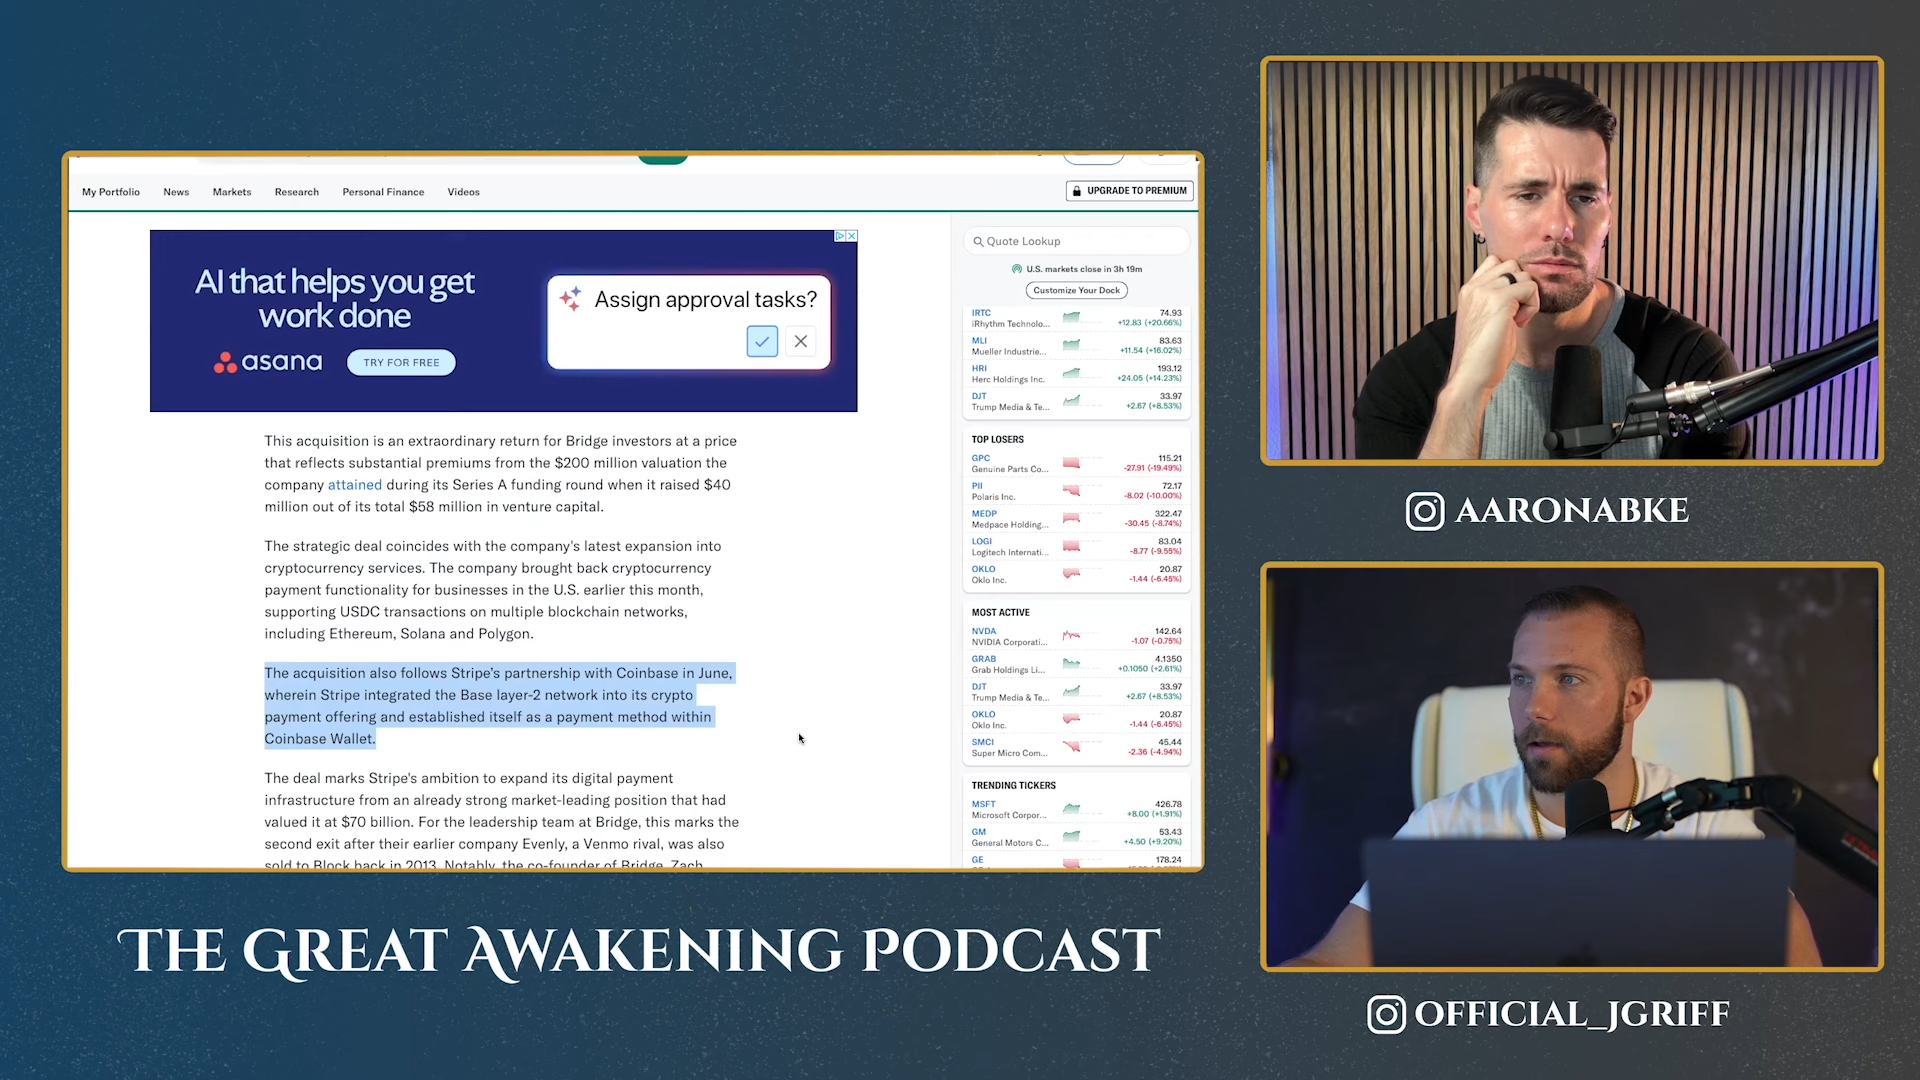 My Portfolio News Markets Research Personal Finance Videos
UPGRADE TO PREMIUM
AI that helps you get
work done
asana
TRY FOR FREE
Assign approval tasks?
This acquisition is an extraordinary return for Bridge investors at a price
that reflects substantial premiums from the $200 million valuation the
company attained during its Series A funding round when it raised $40
million out of its total $58 million in venture capital.
The strategic deal coincides with the company's latest expansion into
cryptocurrency services. The company brought back cryptocurrency
payment functionality for businesses in the U.S. earlier this month,
supporting USDC transactions on multiple blockchain networks,
including Ethereum, Solana and Polygon.
The acquisition also follows Stripe's partnership with Coinbase in June,
wherein Stripe integrated the Base layer-2 network into its crypto
payment offering and established itself as a payment method within
Coinbase Wallet.
The deal marks Stripe's ambition to expand its digital payment
infrastructure from an already strong market-leading position that had
valued it at $70 billion. For the leadership team at Bridge, this marks the
second exit after their earlier company Evenly, a Venmo rival, was also
sold to Block back in 2013. Notably, the co-founder of Bridge, Zach
Quote Lookup
U.S. markets close in 3h 19m
Customize Your Dock
IRTC 74.93
iRhythm Technolo... +12.83 (+20.66%)
MLI 83.63
Mueller Industrie... +11.54 (+16.02%)
HRI 193.12
Herc Holdings Inc. +24.05 (+14.23%)
DJT 33.97
Trump Media & Te... +2.67 (+8.53%)
TOP LOSERS
GPC 115.21
Genuine Parts Co... -27.91 (-19.49%)
PII 72.17
Polaris Inc. -8.02 (-10.00%)
MEDP 322.47
Medpace Holding... -30.45 (-8.74%)
LOGI 83.04
Logitech Internati... -8.77 (-9.55%)
OKLO 20.87
Oklo Inc. -1.44 (-6.45%)
MOST ACTIVE
NVDA 142.64
NVIDIA Corporati... -1.07 (-0.75%)
GRAB 4.1350
Grab Holdings Li... +0.1050 (+2.61%)
DJT 33.97
Trump Media & Te... +2.67 (+8.53%)
OKLO 20.87
Oklo Inc. -1.44 (-6.45%)
SMCI 45.44
Super Micro Com... -2.36 (-4.94%)
TRENDING TICKERS
MSFT 426.78
Microsoft Corpor... +8.00 (+1.91%)
GM 53.43
General Motors C... +4.50 (+9.20%)
GE 178.24
AARONABKE
OFFICIAL_JGRIFF
THE GREAT AWAKENING PODCAST